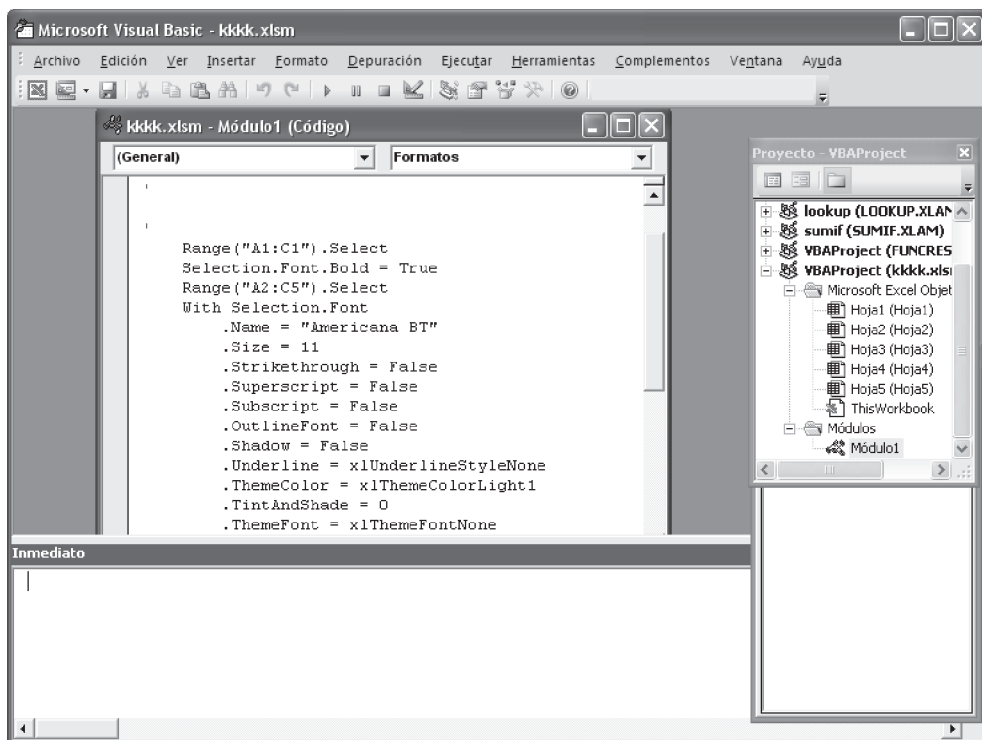 Microsoft Visual Basic - kkkk.xlsm
Archivo Edición Ver Insertar Formato Depuración Ejecutar Herramientas Complementos Ventana Ayuda
kkkk.xlsm - Módulo1 (Código)
(General) Formatos
'
'
Range("A1:C1").Select
Selection.Font.Bold = True
Range("A2:C5").Select
With Selection.Font
.Name = "Americana BT"
.Size = 11
.Strikethrough = False
.Superscript = False
.Subscript = False
.OutlineFont = False
.Shadow = False
.Underline = xlUnderlineStyleNone
.ThemeColor = xlThemeColorLight1
.TintAndShade = 0
.ThemeFont = xlThemeFontNone
Proyecto - VBAProject
lookup (LOOKUP.XLAM
sumif (SUMIF.XLAM)
VBAProject (FUNCRES
VBAProject (kkkk.xlsm
Microsoft Excel Objet
Hoja1 (Hoja1)
Hoja2 (Hoja2)
Hoja3 (Hoja3)
Hoja4 (Hoja4)
Hoja5 (Hoja5)
ThisWorkbook
Módulos
Módulo1
Inmediato